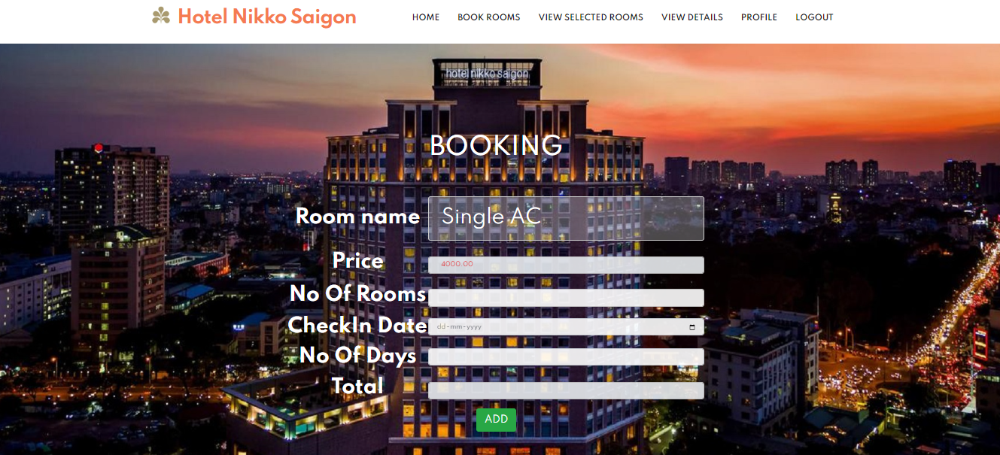 Hotel Nikko Saigon
HOME BOOK ROOMS VIEW SELECTED ROOMS VIEW DETAILS PROFILE LOGOUT
hotel nikko saigon
BOOKING
Room name Single AC
Price 4000.00
No Of Rooms
CheckIn Date dd-mm-yyyy
No Of Days
Total
ADD